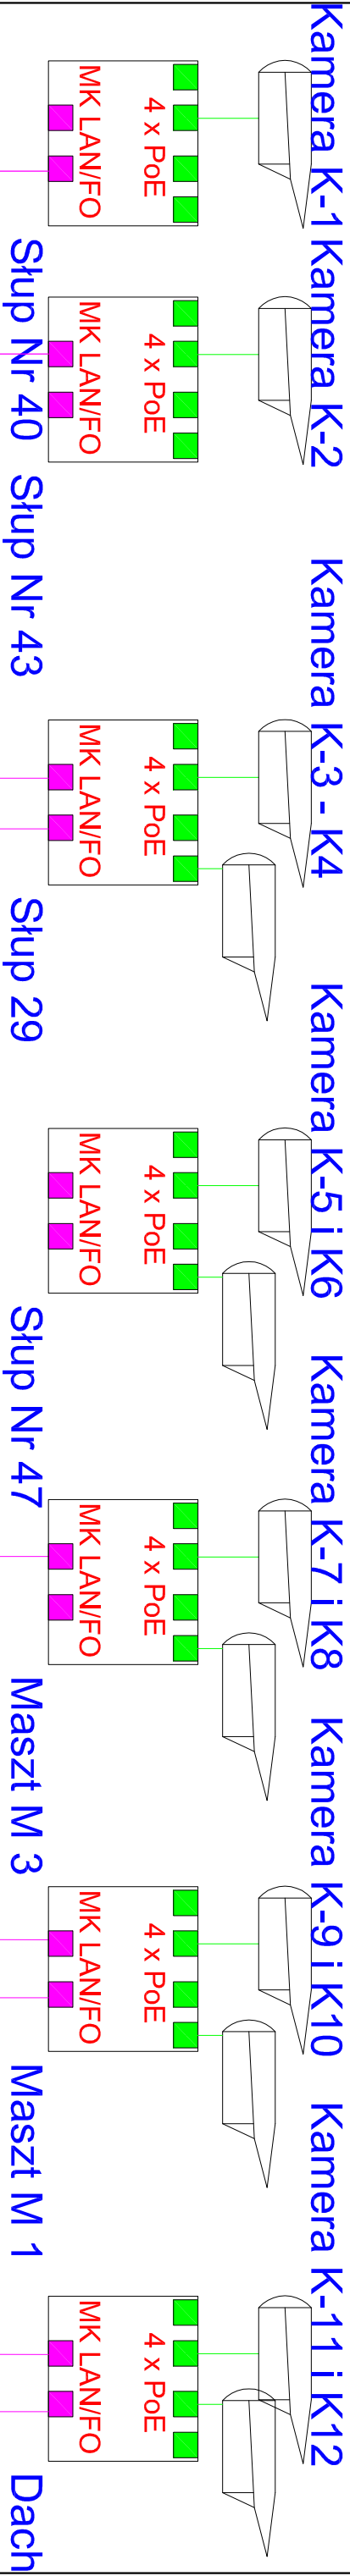 Kamera K-1
4 x PoE
MK LAN/FO
Słup Nr 40
Kamera K-2
4 x PoE
MK LAN/FO
Słup Nr 43
Kamera K-3 - K4
4 x PoE
MK LAN/FO
Słup 29
Kamera K-5 i K6
4 x PoE
MK LAN/FO
Słup Nr 47
Kamera K-7 i K8
4 x PoE
MK LAN/FO
Maszt M 3
Kamera K-9 i K10
4 x PoE
MK LAN/FO
Maszt M 1
Kamera K-11 i K12
4 x PoE
MK LAN/FO
Dach